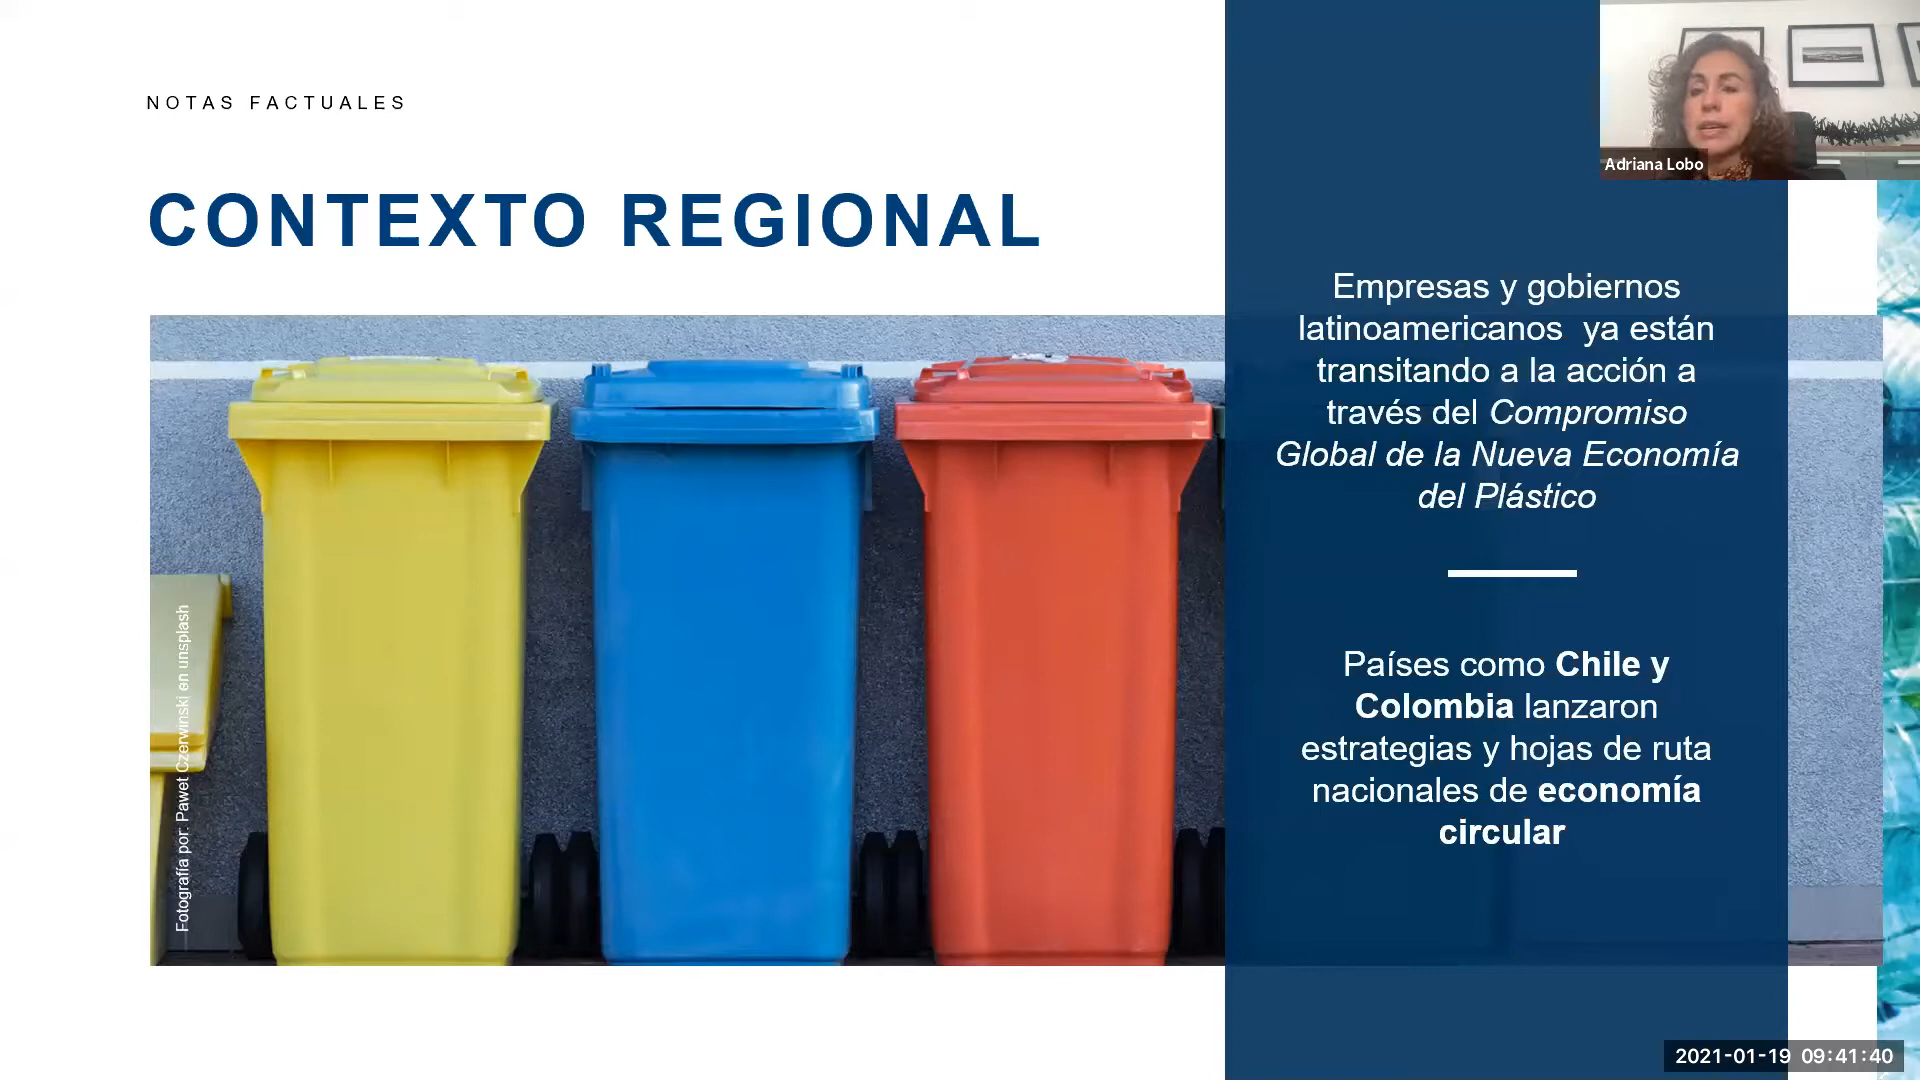 NOTAS FACTUALES
CONTEXTO REGIONAL
Adriana Lobo
Empresas y gobiernos
latinoamericanos ya están
transitando a la acción a
través del Compromiso
Global de la Nueva Economía
del Plástico
Países como Chile y
Colombia lanzaron
estrategias y hojas de ruta
nacionales de economía
circular
Fotografía por: Pawet Czerwinski en unsplash
2021-01-19 09:41:40